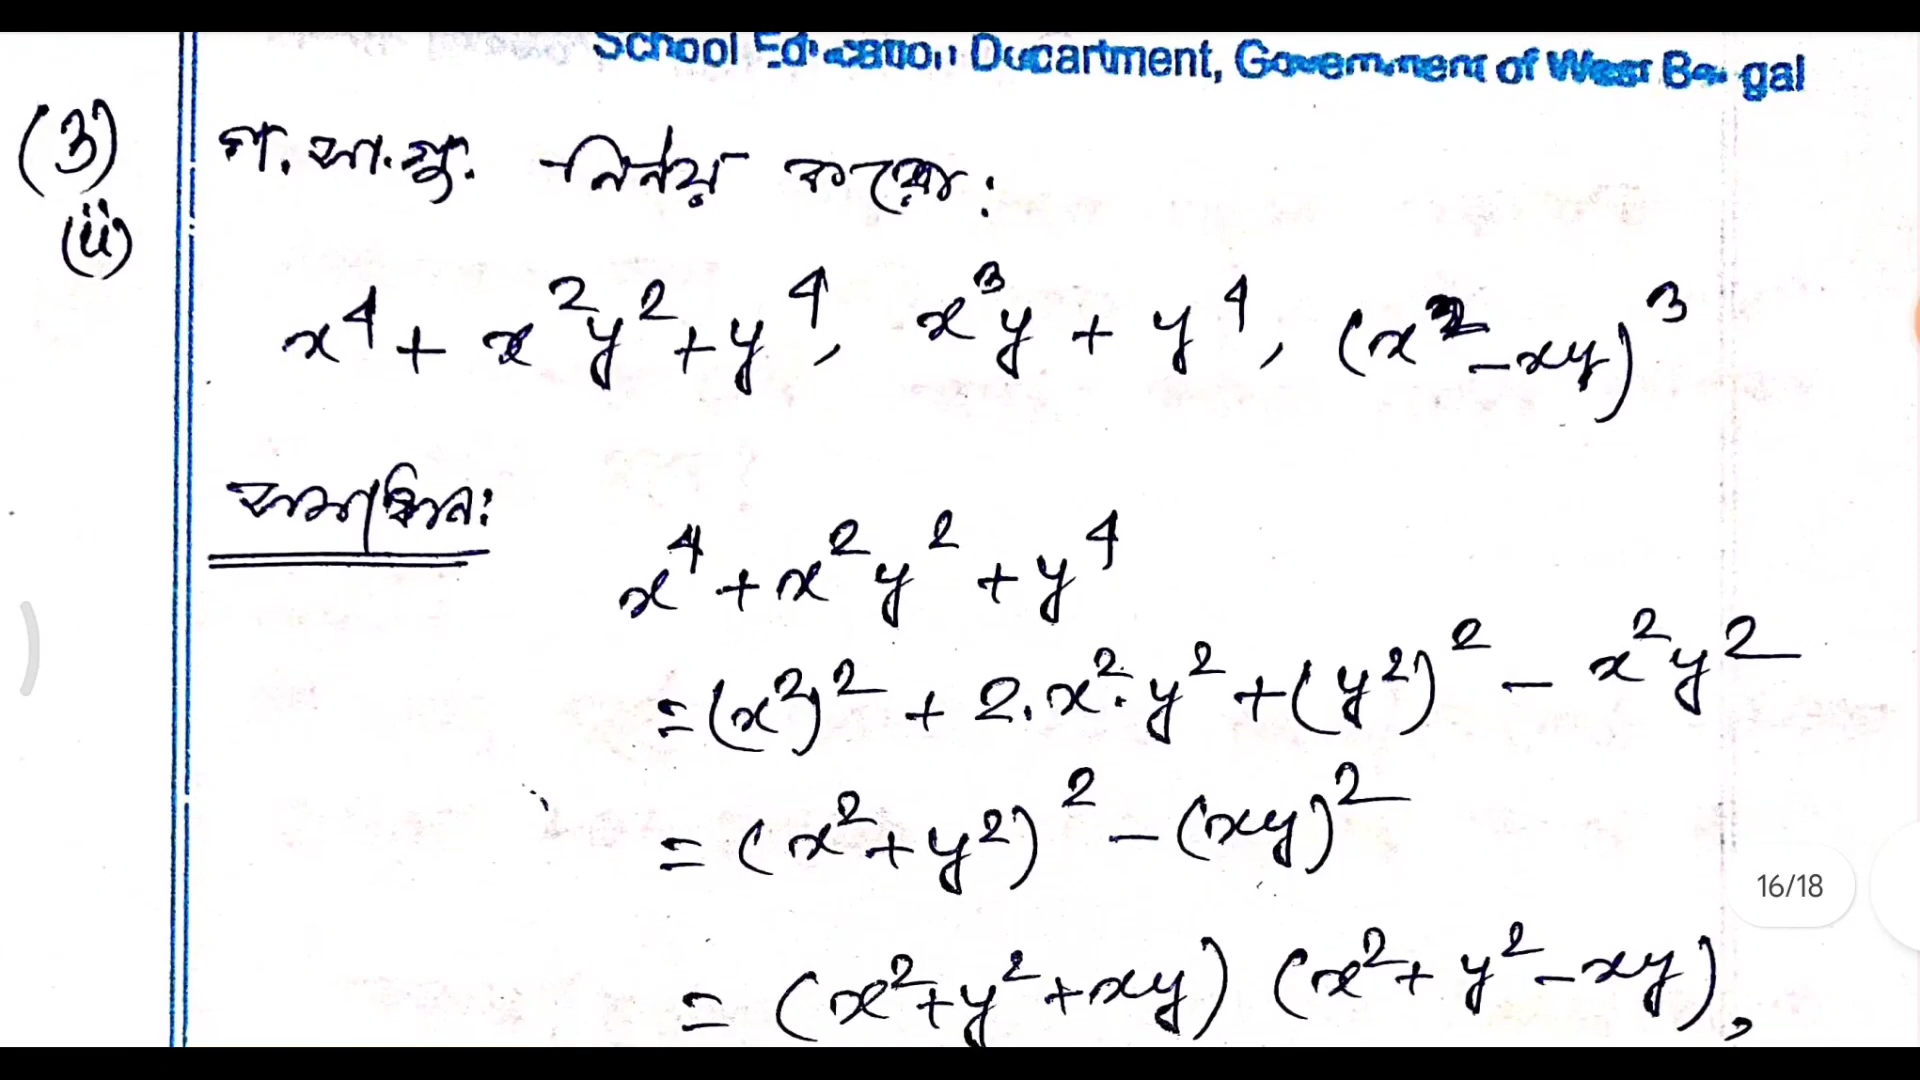 School Education Department, Government of West Bengal
(3) গ.সা.গু. নির্ণয় করো:
(ii)
x⁴ + x²y² + y⁴, x³y + y⁴, (x² - xy)³
সমাধান:
x⁴ + x²y² + y⁴
= (x²)² + 2.x².y² + (y²)² - x²y²
= (x² + y²)² - (xy)²
= (x² + y² + xy) (x² + y² - xy),
16/18